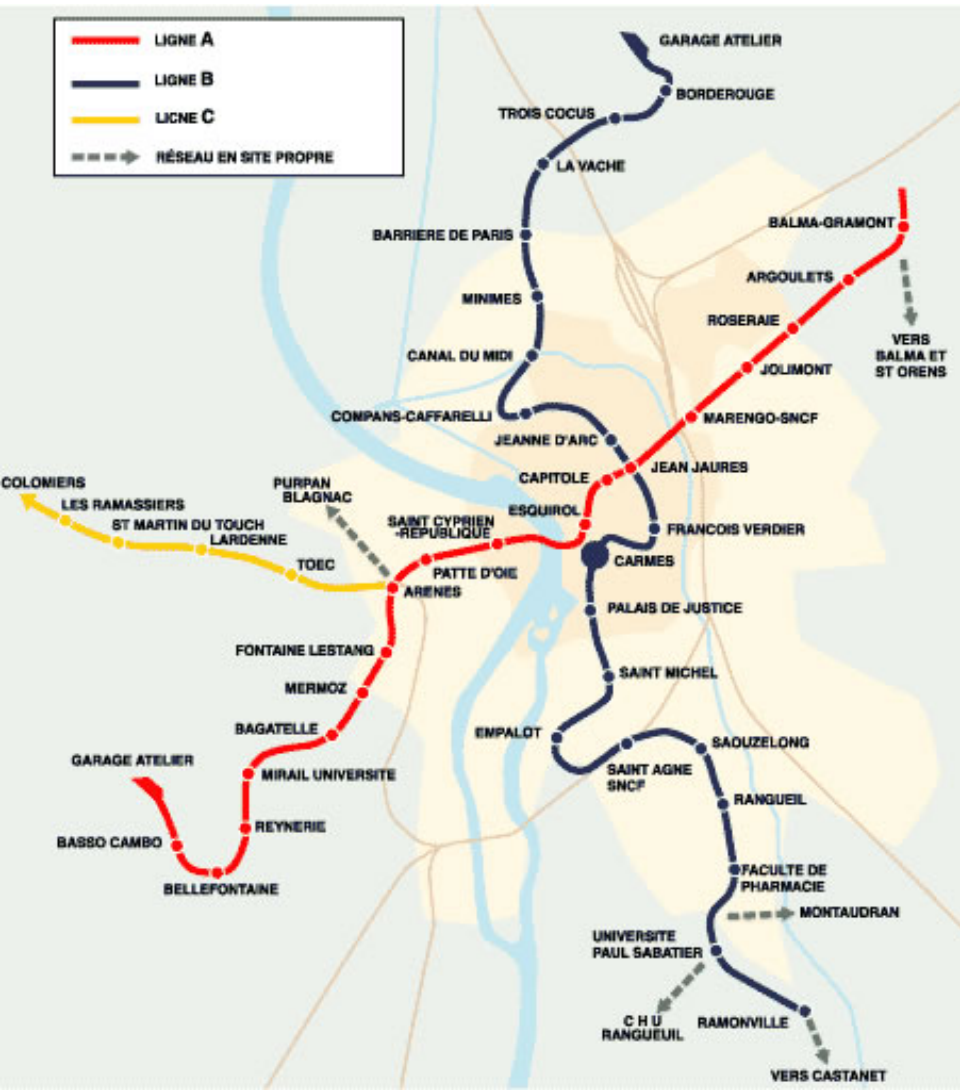 LIGNE A
LIGNE B
LIGNE C
RÉSEAU EN SITE PROPRE
GARAGE ATELIER
BORDEROUGE
TROIS COCUS
LA VACHE
BARRIERE DE PARIS
MINIMES
CANAL DU MIDI
COMPANS-CAFFARELLI
JEANNE D'ARC
BALMA-GRAMONT
ARGOULETS
ROSERAIE
JOLIMONT
MARENGO-SNCF
VERS
BALMA ET
ST ORENS
JEAN JAURES
CAPITOLE
ESQUIROL
FRANCOIS VERDIER
CARMES
COLOMIERS
LES RAMASSIERS
ST MARTIN DU TOUCH
LARDENNE
TOEC
PURPAN
BLAGNAC
SAINT CYPRIEN
-REPUBLIQUE
PATTE D'OIE
ARENES
FONTAINE LESTANG
MERMOZ
BAGATELLE
MIRAIL UNIVERSITE
REYNERIE
GARAGE ATELIER
BASSO CAMBO
BELLEFONTAINE
PALAIS DE JUSTICE
SAINT MICHEL
EMPALOT
SAINT AGNE
SNCF
SAOUZELONG
RANGUEIL
FACULTE DE
PHARMACIE
MONTAUDRAN
UNIVERSITE
PAUL SABATIER
C H U
RANGUEUIL
RAMONVILLE
VERS CASTANET